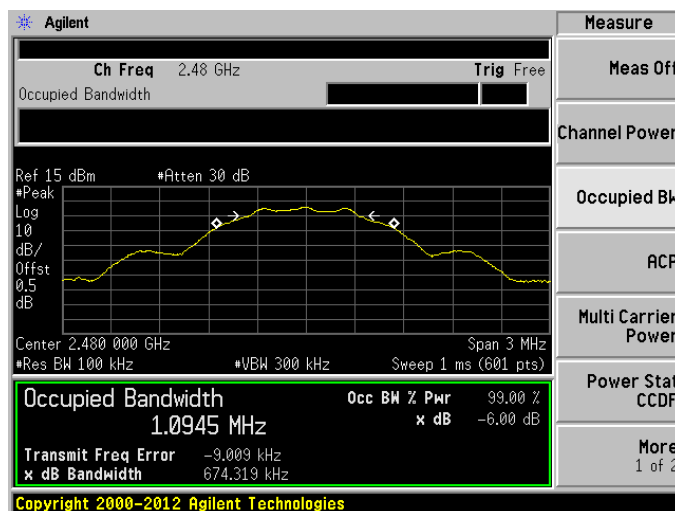 Agilent
Measure
Ch Freq 2.48 GHz Trig Free
Occupied Bandwidth
Meas Off
Channel Power
Occupied BW
ACP
Multi Carrier Power
Power Stat CCDF
More 1 of 2
Ref 15 dBm #Atten 30 dB
#Peak
Log
10
dB/
Offst
0.5
dB
Center 2.480 000 GHz Span 3 MHz
#Res BW 100 kHz #VBW 300 kHz Sweep 1 ms (601 pts)
Occupied Bandwidth Occ BW % Pwr 99.00 %
1.0945 MHz x dB -6.00 dB
Transmit Freq Error -9.009 kHz
x dB Bandwidth 674.319 kHz
Copyright 2000-2012 Agilent Technologies